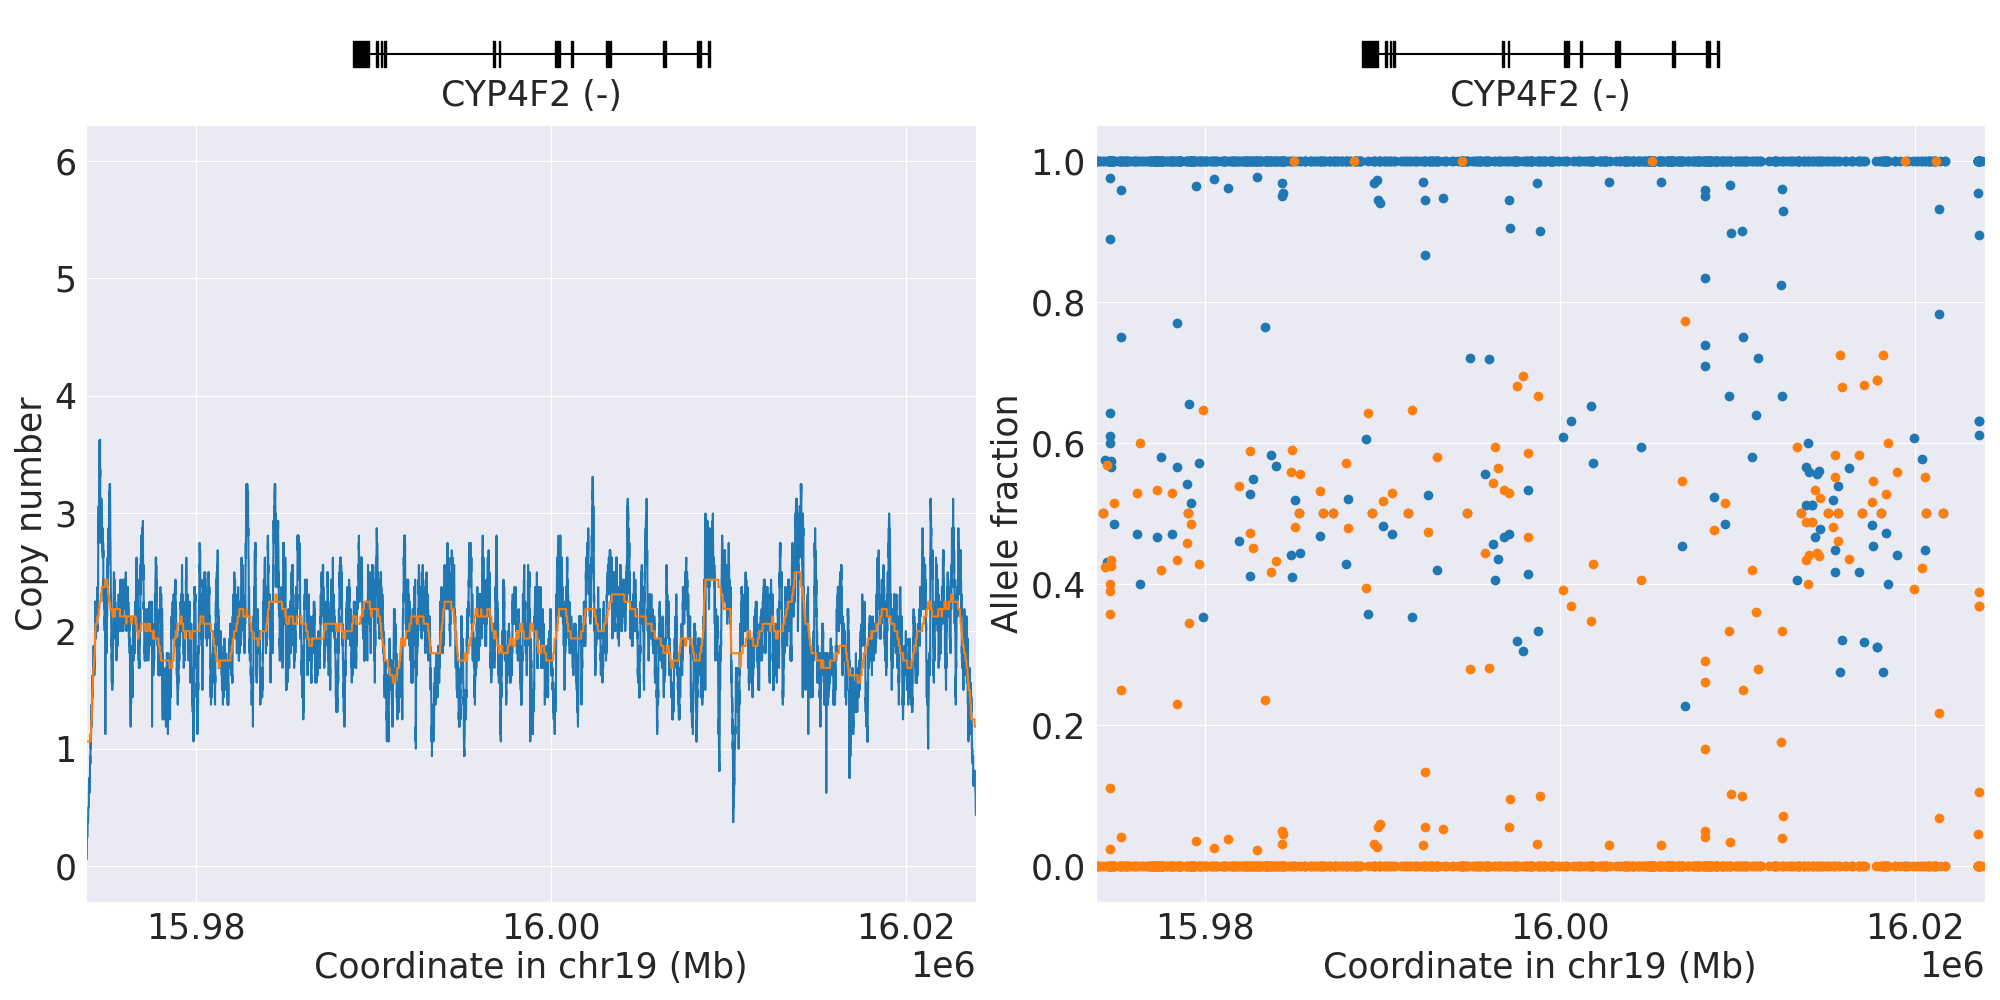 CYP4F2 (-)
CYP4F2 (-)
Copy number
6
5
4
3
2
1
0
15.98
16.00
16.02
Coordinate in chr19 (Mb)
1e6
Allele fraction
1.0
0.8
0.6
0.4
0.2
0.0
15.98
16.00
16.02
Coordinate in chr19 (Mb)
1e6